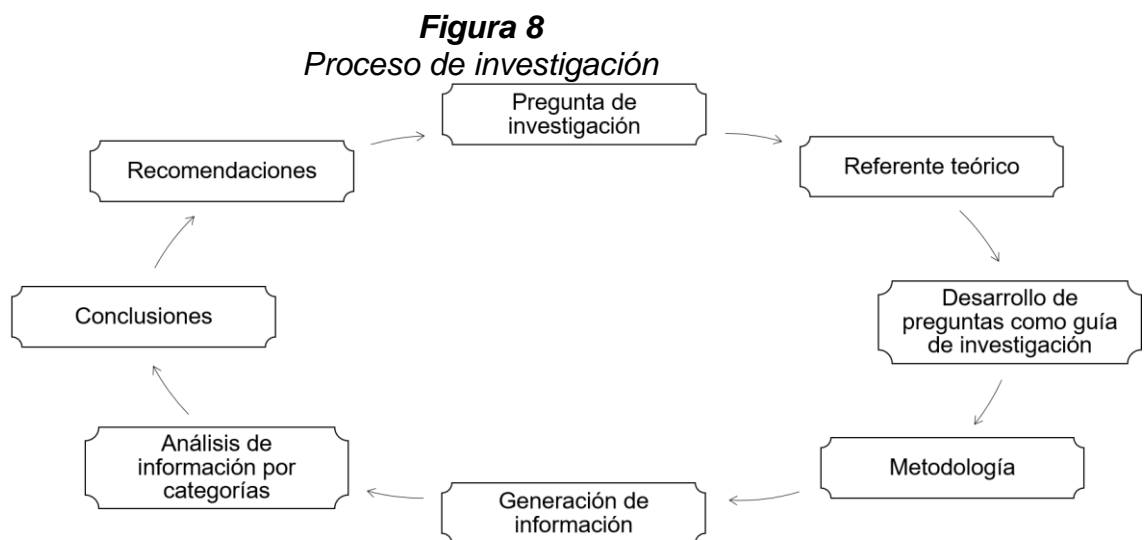 Figura 8
Proceso de investigación
Pregunta de
investigación
Referente teórico
Desarrollo de
preguntas como guía
de investigación
Metodología
Generación de
información
Análisis de
información por
categorías
Conclusiones
Recomendaciones